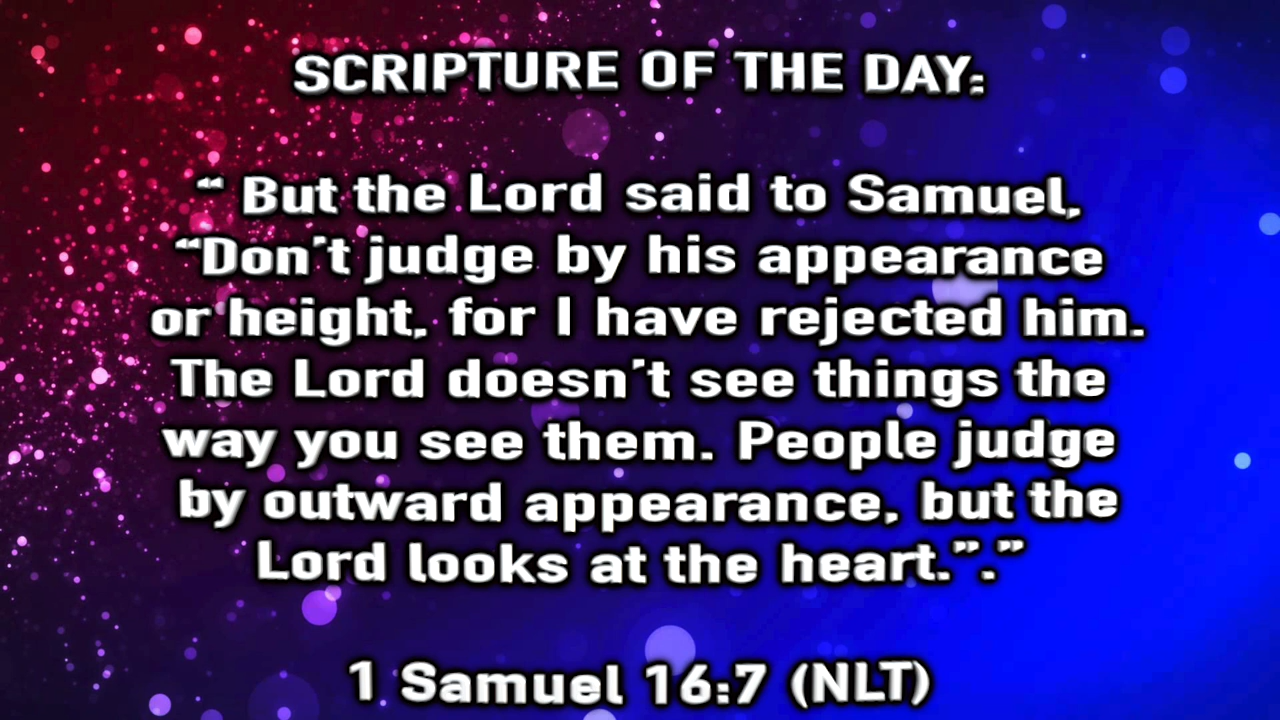 SCRIPTURE OF THE DAY:
“ But the Lord said to Samuel,
“Don’t judge by his appearance
or height, for I have rejected him.
The Lord doesn’t see things the
way you see them. People judge
by outward appearance, but the
Lord looks at the heart.”.”
1 Samuel 16:7 (NLT)